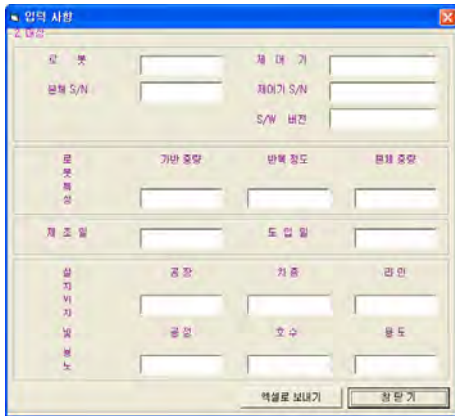 입력 사항
2. 대상
로 봇 제 어 기
본체 S/N 제어기 S/N
S/W 버전
로봇특성 가반 중량 반복 정도 본체 중량
제 조 일 도 입 일
설치위치 및 용도 공 장 차 종 라 인
공 정 호 수 용 도
엑셀로 보내기 창 닫 기